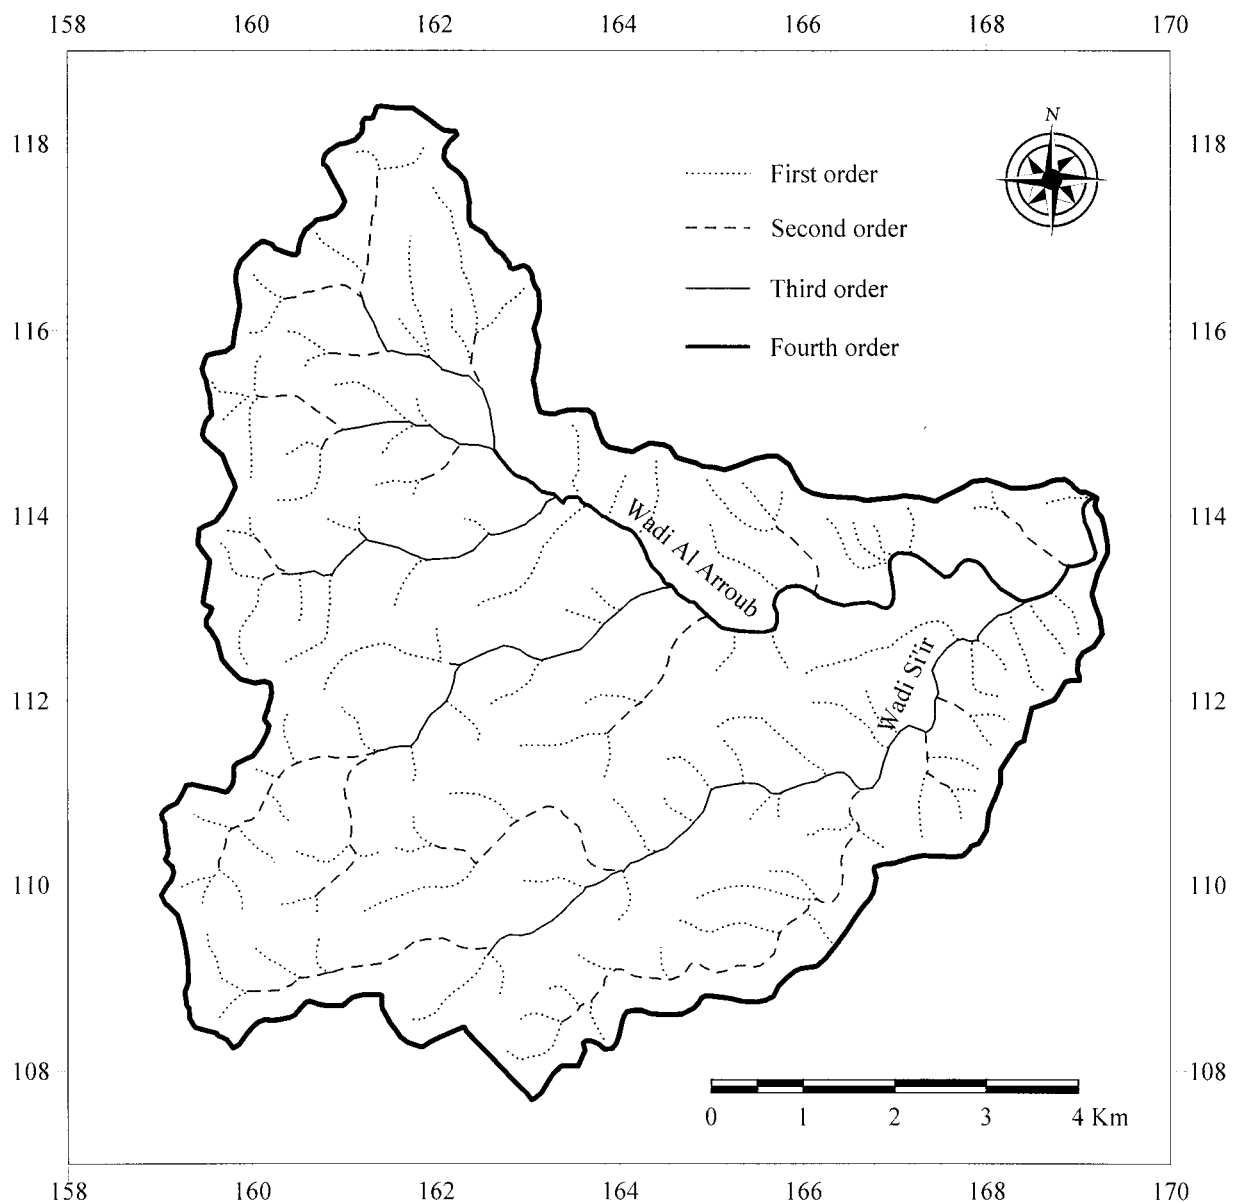 158 160 162 164 166 168 170
N
118 118
First order
Second order
Third order
116 116
Fourth order
114 114
Wadi Al Arroub
Wadi Si'ir
112 112
110 110
108 108
0 1 2 3 4 Km
158 160 162 164 166 168 170